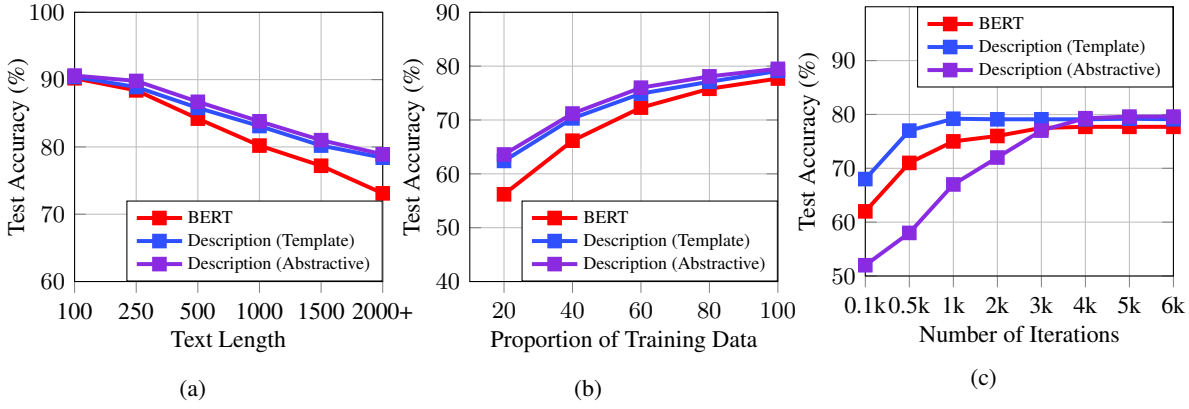 100
90
80
70
60
Test Accuracy (%)
BERT
Description (Template)
Description (Abstractive)
100 250 500 1000 1500 2000+
Text Length
(a)
90
80
70
60
50
40
Test Accuracy (%)
BERT
Description (Template)
Description (Abstractive)
20 40 60 80 100
Proportion of Training Data
(b)
BERT
Description (Template)
Description (Abstractive)
90
80
70
60
50
Test Accuracy (%)
0.1k 0.5k 1k 2k 3k 4k 5k 6k
Number of Iterations
(c)